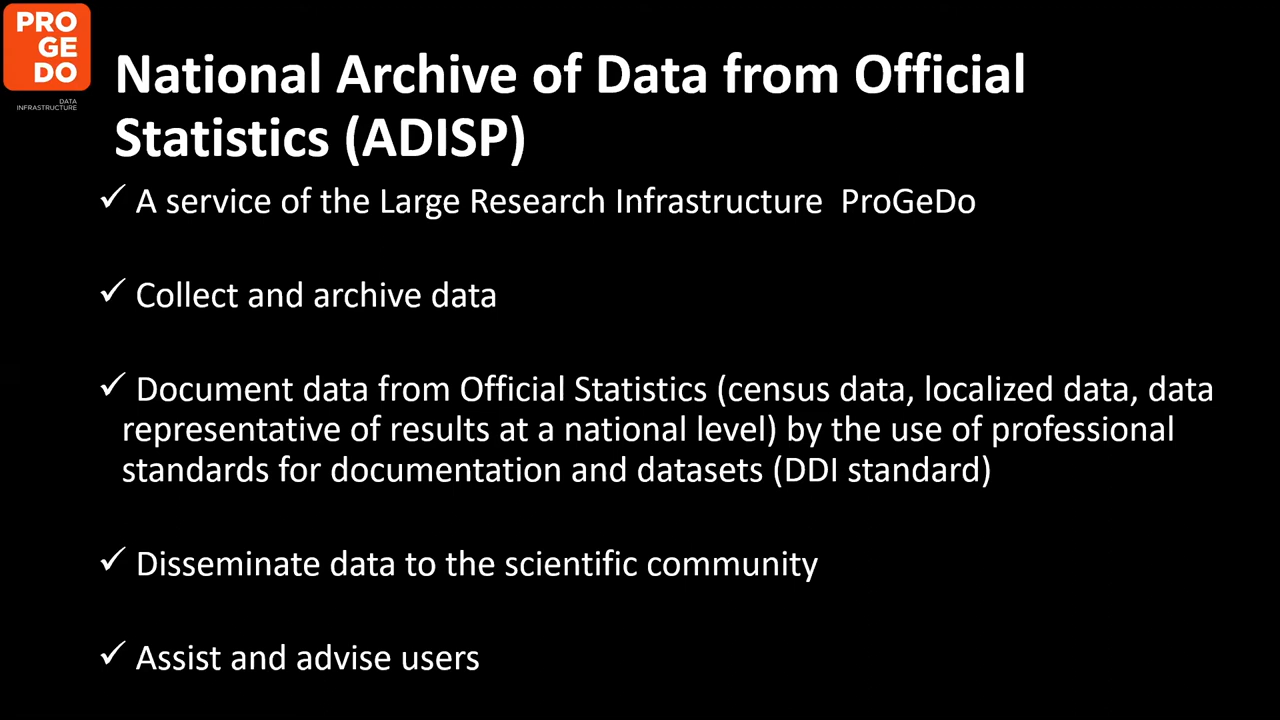 PRO
GE
DO
DATA
INFRASTRUCTURE
National Archive of Data from Official
Statistics (ADISP)
✓ A service of the Large Research Infrastructure  ProGeDo
✓ Collect and archive data
✓ Document data from Official Statistics (census data, localized data, data
representative of results at a national level) by the use of professional
standards for documentation and datasets (DDI standard)
✓ Disseminate data to the scientific community
✓ Assist and advise users